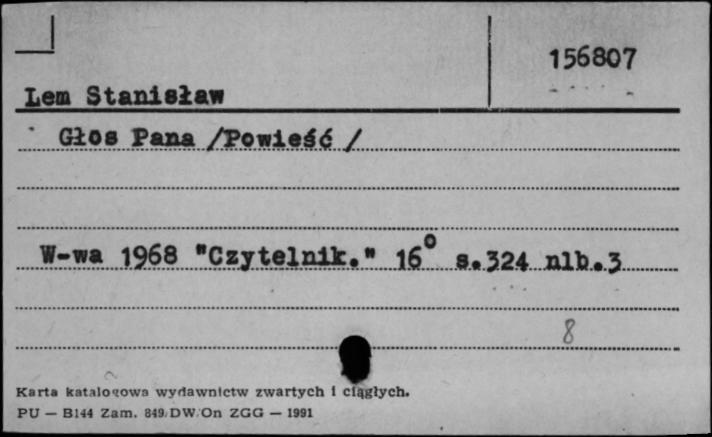 156807
Lem Stanisław
Głos Pana /Powieść /
W-wa 1968 "Czytelnik." 16° s.324 nlb.3
8
Karta katalogowa wydawnictw zwartych i ciągłych.
PU — B144 Zam. 849/DW/On ZGG — 1991